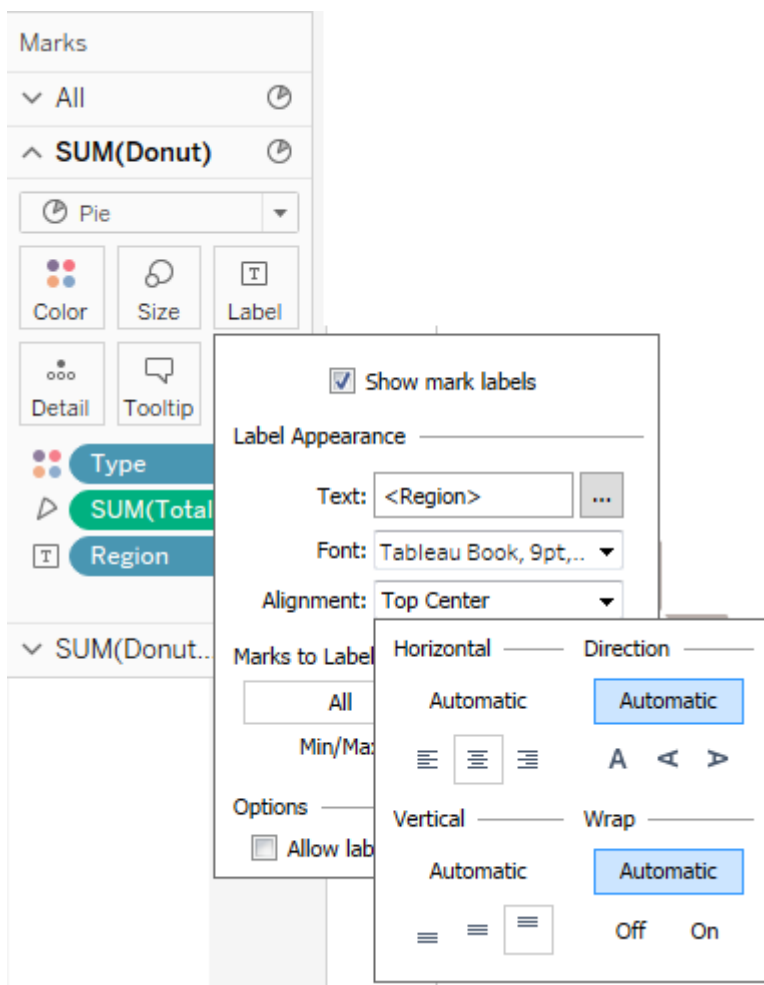 Marks
All
SUM(Donut)
Pie
Color Size Label
Detail Tooltip
Type
SUM(Total
Region
SUM(Donut...
Show mark labels
Label Appearance
Text: <Region> ...
Font: Tableau Book, 9pt,..
Alignment: Top Center
Marks to Label
All
Min/Max
Options
Allow lab
Horizontal Direction
Automatic Automatic
A A A
Vertical Wrap
Automatic Automatic
Off On